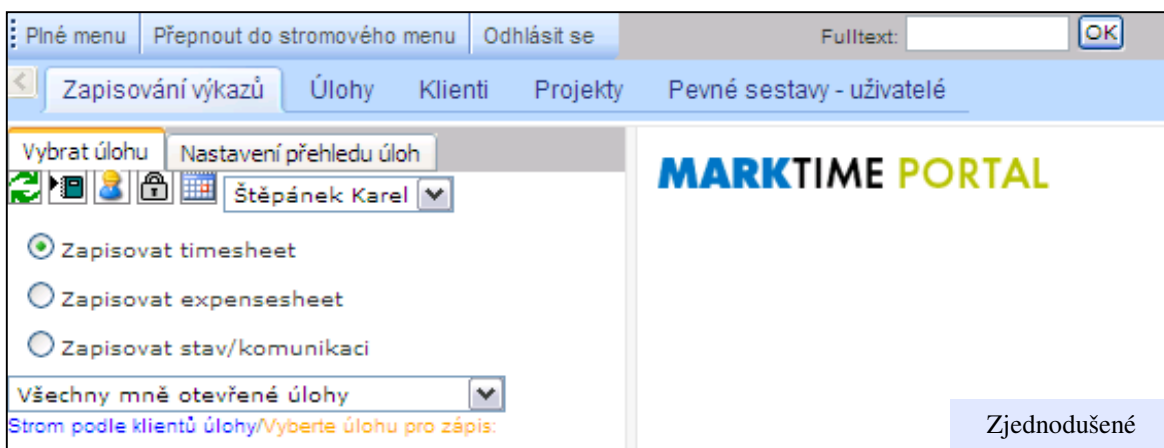 Plné menu Přepnout do stromového menu Odhlásit se Fulltext: OK
Zapisování výkazů Úlohy Klienti Projekty Pevné sestavy - uživatelé
Vybrat úlohu Nastavení přehledu úloh
MARKTIME PORTAL
Štěpánek Karel
Zapisovat timesheet
Zapisovat expensesheet
Zapisovat stav/komunikaci
Všechny mně otevřené úlohy
Strom podle klientů úlohy/Vyberte úlohu pro zápis:
Zjednodušené